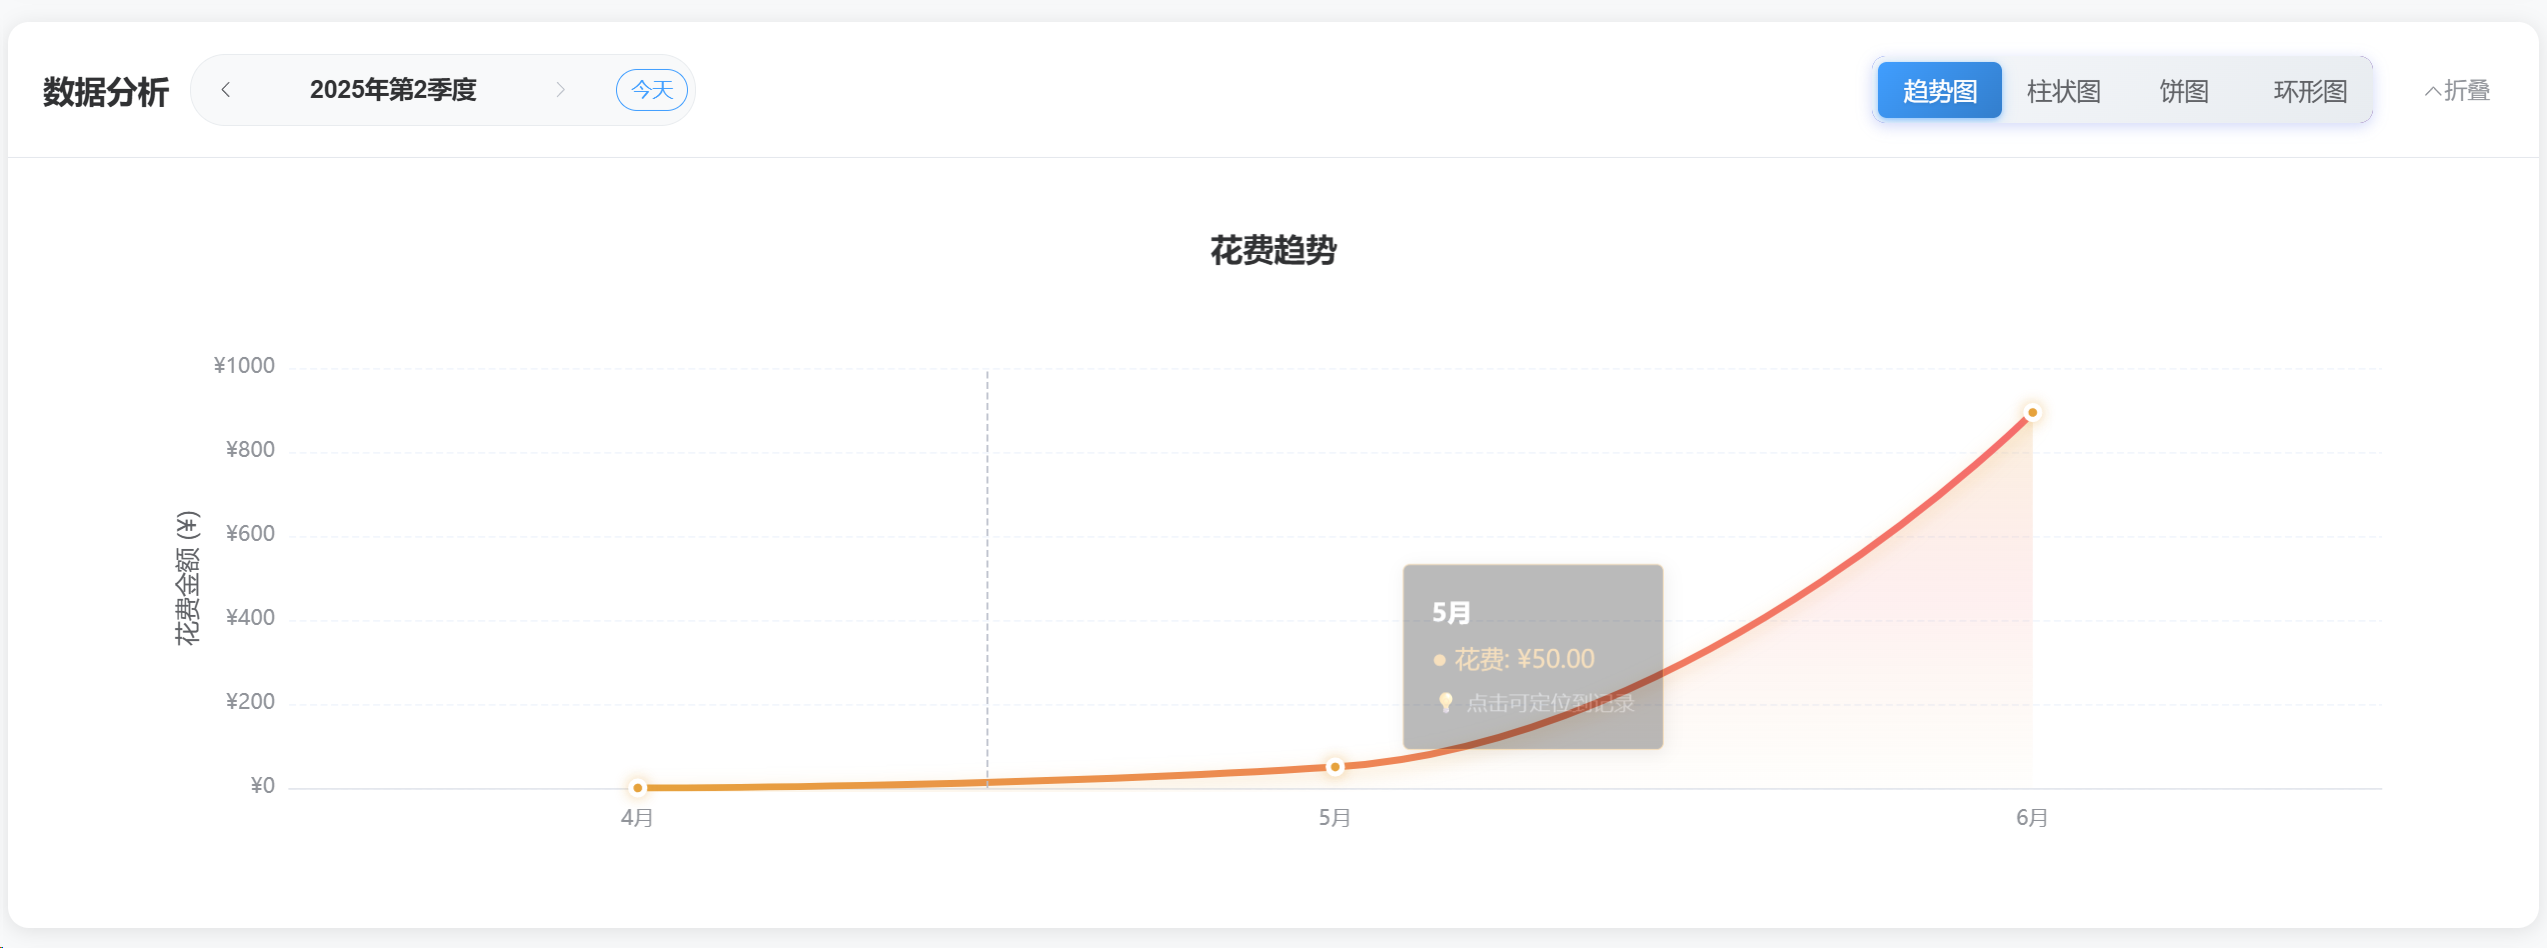 数据分析
2025年第2季度
今天
趋势图
柱状图
饼图
环形图
折叠
花费趋势
¥1000
¥800
¥600
¥400
¥200
¥0
花费金额 (¥)
5月
花费: ¥50.00
点击可定位到记录
4月
5月
6月